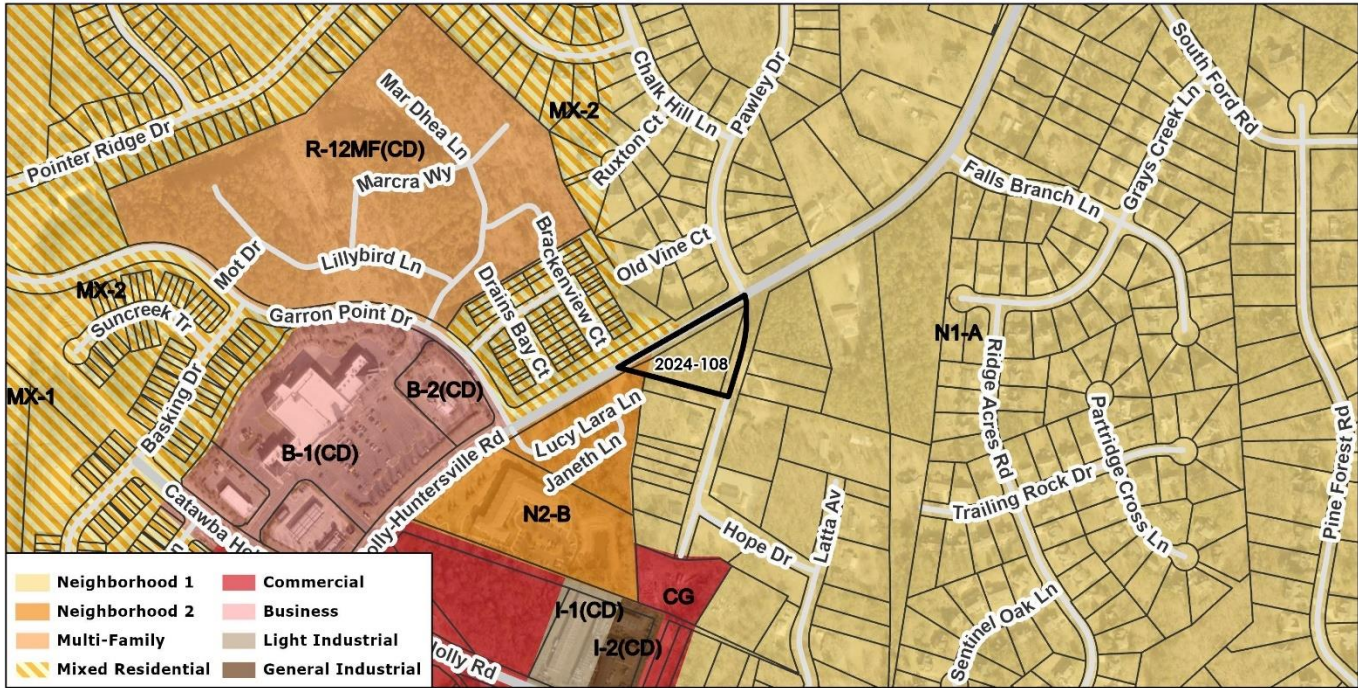 South Ford Rd
Chalk Hill Ln
Pawley Dr
MX-2
Mar Dhea Ln
Grays Creek Ln
Pointer Ridge Dr
R-12MF(CD)
Ruxton Ct
Marcra Wy
Falls Branch Ln
Brackenview Ct
Old Vine Ct
Mot Dr
Lillybird Ln
Drains Bay Ct
MX-2
Suncreek Tr
Garron Point Dr
N1-A
Ridge Acres Rd
2024-108
MX-1
Basking Dr
B-2(CD)
Partridge Cross Ln
Pine Forest Rd
Lucy Lara Ln
B-1(CD)
Janeth Ln
Trailing Rock Dr
Catawba Ho
olly-Huntersville Rd
N2-B
Latta Av
Hope Dr
n
CG
I-1(CD)
I-2(CD)
Sentinel Oak Ln
olly Rd
Neighborhood 1
Neighborhood 2
Multi-Family
Mixed Residential
Commercial
Business
Light Industrial
General Industrial